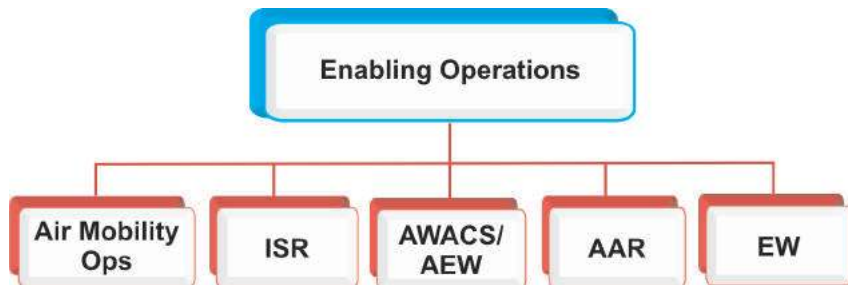 Enabling Operations
Air Mobility
Ops
ISR
AWACS/
AEW
AAR
EW